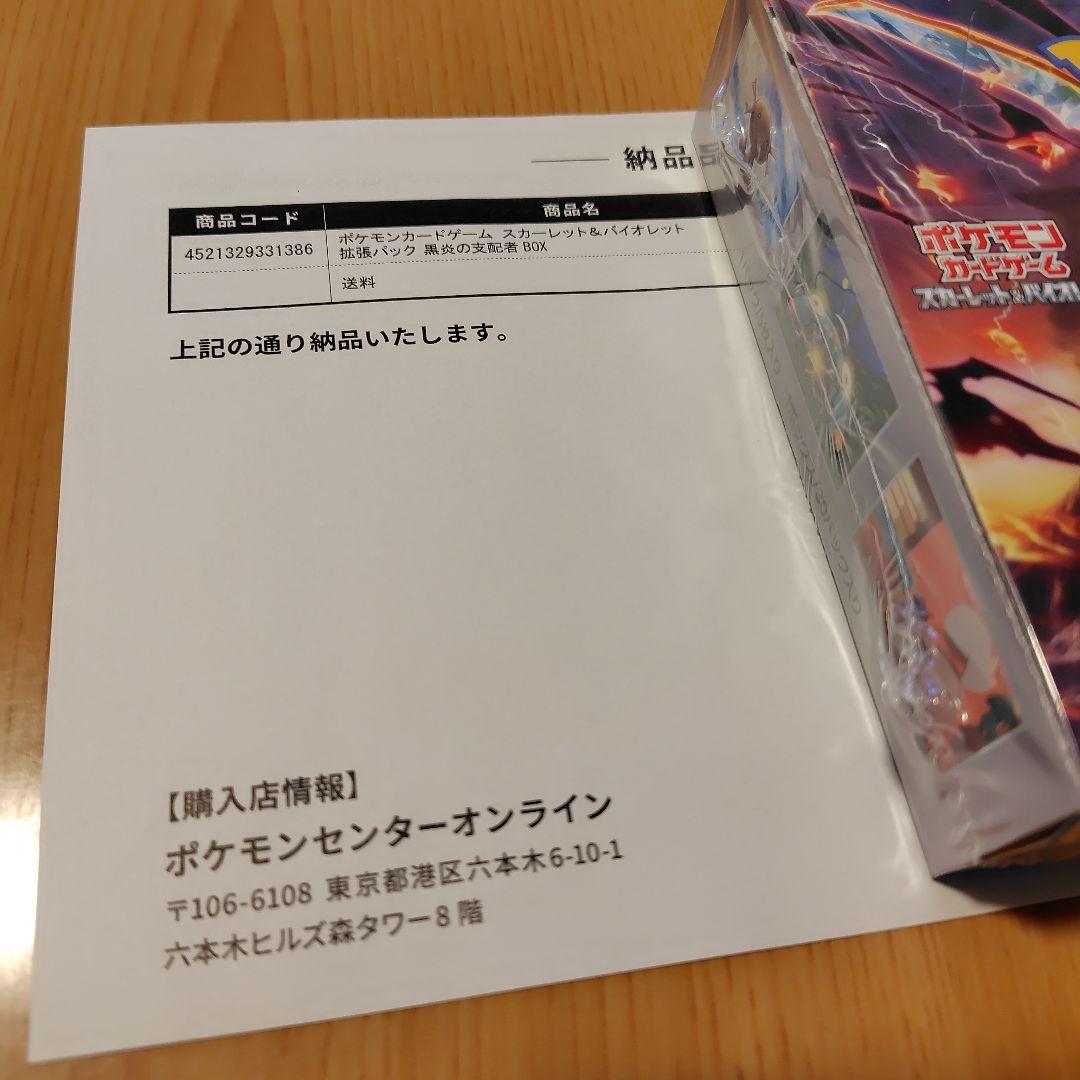 納品
商品コード 商品名
4521329331386 ポケモンカードゲーム スカーレット&バイオレット
拡張パック 黒炎の支配者 BOX
送料
上記の通り納品いたします。
【購入店情報】
ポケモンセンターオンライン
〒106-6108 東京都港区六本木6-10-1
六本木ヒルズ森タワー8階
ポケモン
カードゲーム
スカーレット&バイオレ